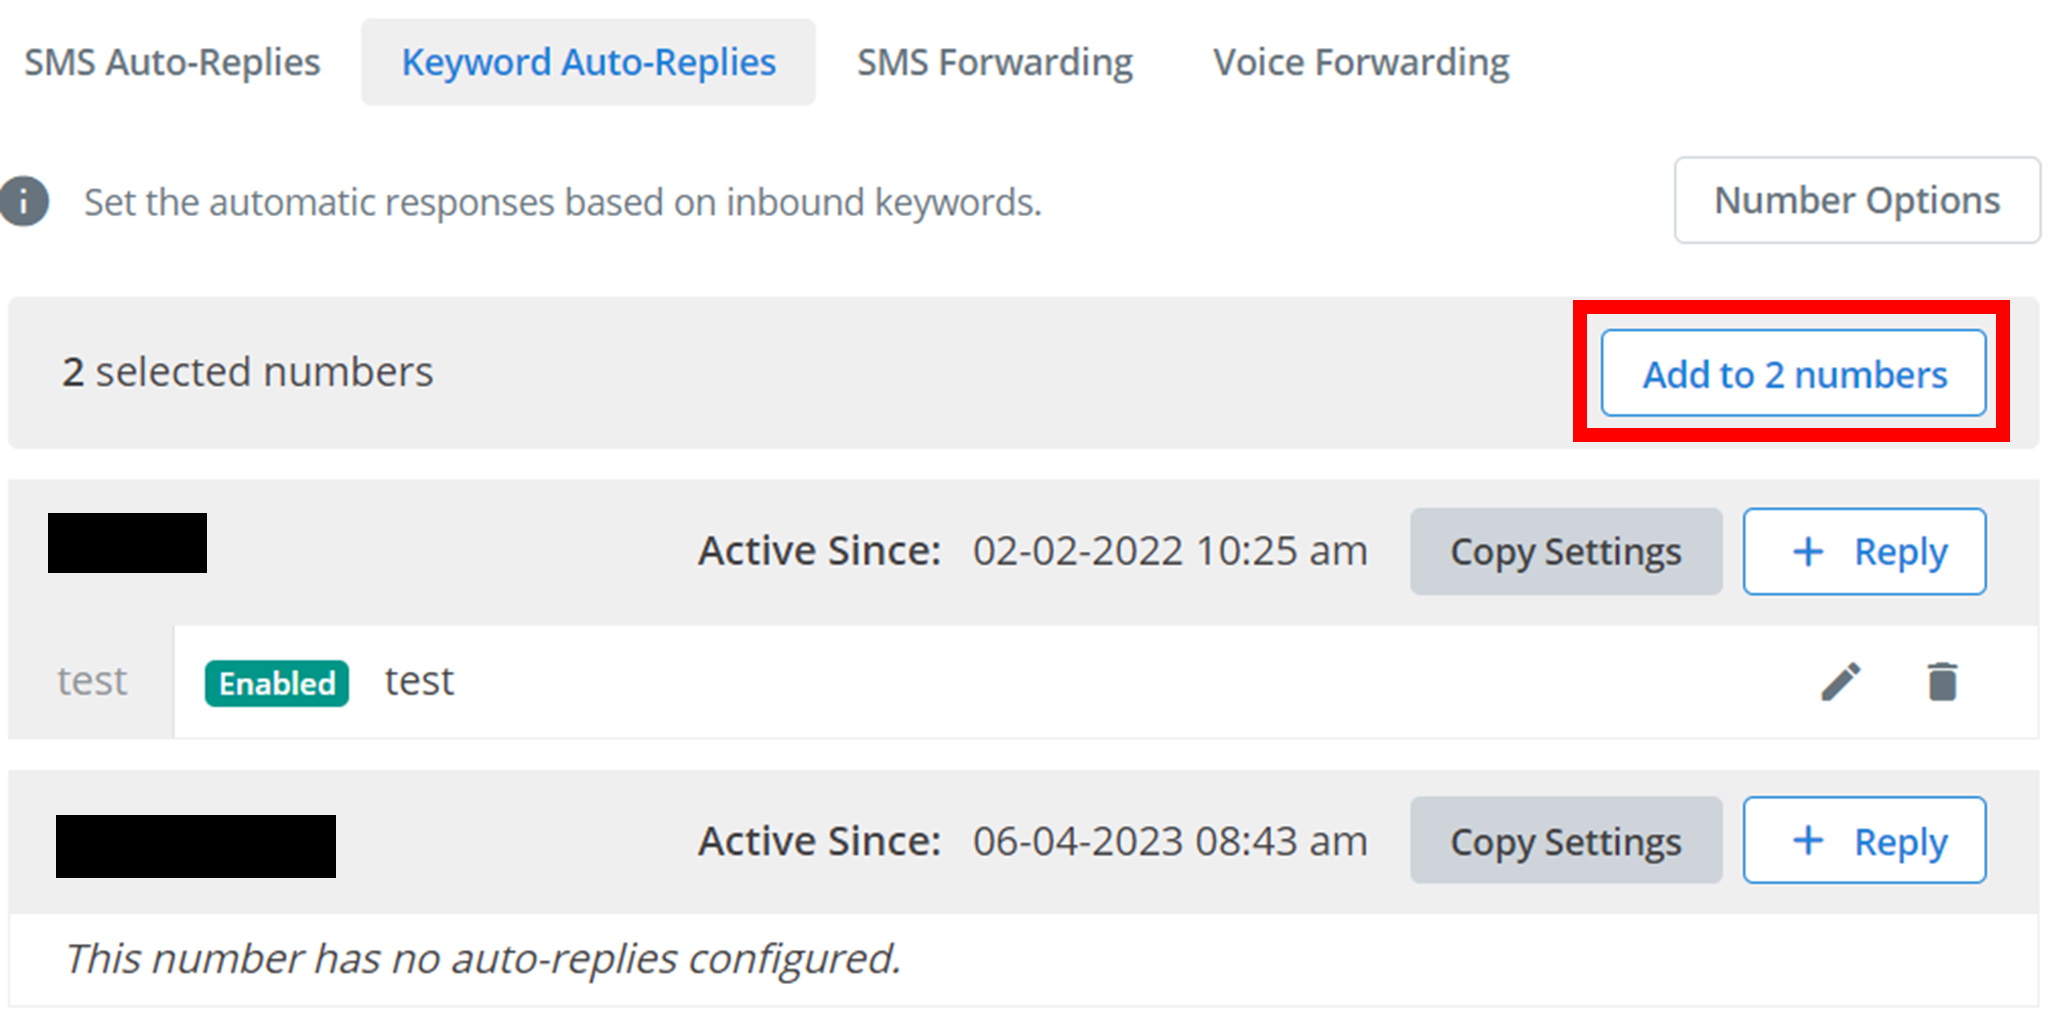 SMS Auto-Replies Keyword Auto-Replies SMS Forwarding Voice Forwarding
i Set the automatic responses based on inbound keywords. Number Options
2 selected numbers Add to 2 numbers
Active Since: 02-02-2022 10:25 am Copy Settings + Reply
test Enabled test
Active Since: 06-04-2023 08:43 am Copy Settings + Reply
This number has no auto-replies configured.